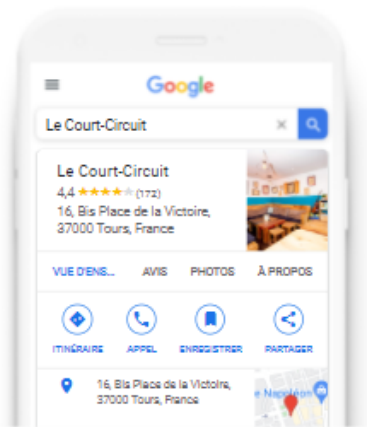 Google
Le Court-Circuit
Le Court-Circuit
4,4 (172)
16, Bis Place de la Victoire,
37000 Tours, France
VUE D'ENS... AVIS PHOTOS À PROPOS
ITINÉRAIRE APPEL ENREGISTRER PARTAGER
16, Bis Place de la Victoire,
37000 Tours, France
e Napoléon